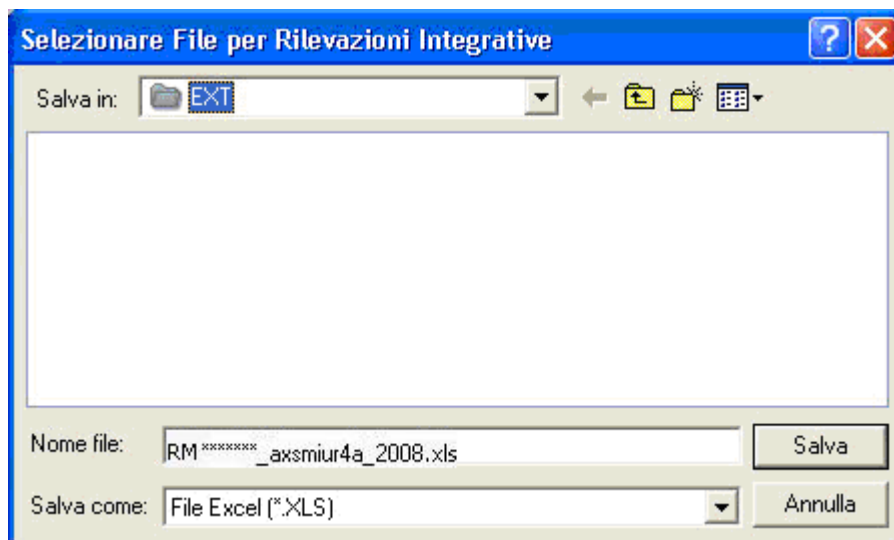 Selezionare File per Rilevazioni Integrative
Salva in: EXT
Nome file: RM*******_axsmiur4a_2008.xls Salva
Salva come: File Excel (*.XLS) Annulla